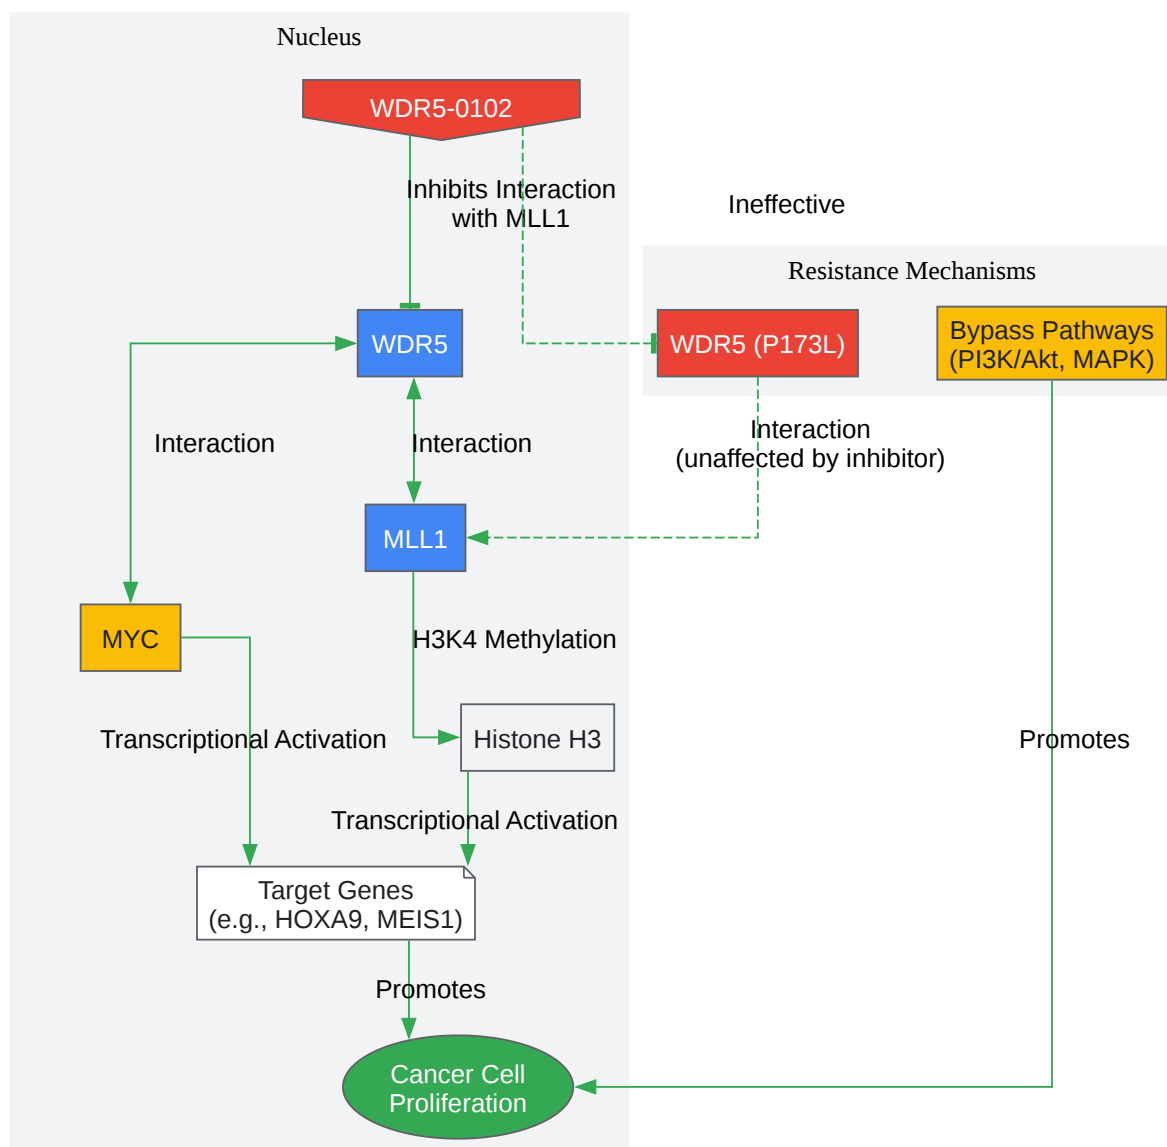 Nucleus
WDR5-0102
Inhibits Interaction
with MLL1
Ineffective
Resistance Mechanisms
WDR5
WDR5 (P173L)
Bypass Pathways
(PI3K/Akt, MAPK)
Interaction
Interaction
Interaction
(unaffected by inhibitor)
MLL1
MYC
H3K4 Methylation
Transcriptional Activation
Histone H3
Promotes
Transcriptional Activation
Target Genes
(e.g., HOXA9, MEIS1)
Promotes
Cancer Cell
Proliferation